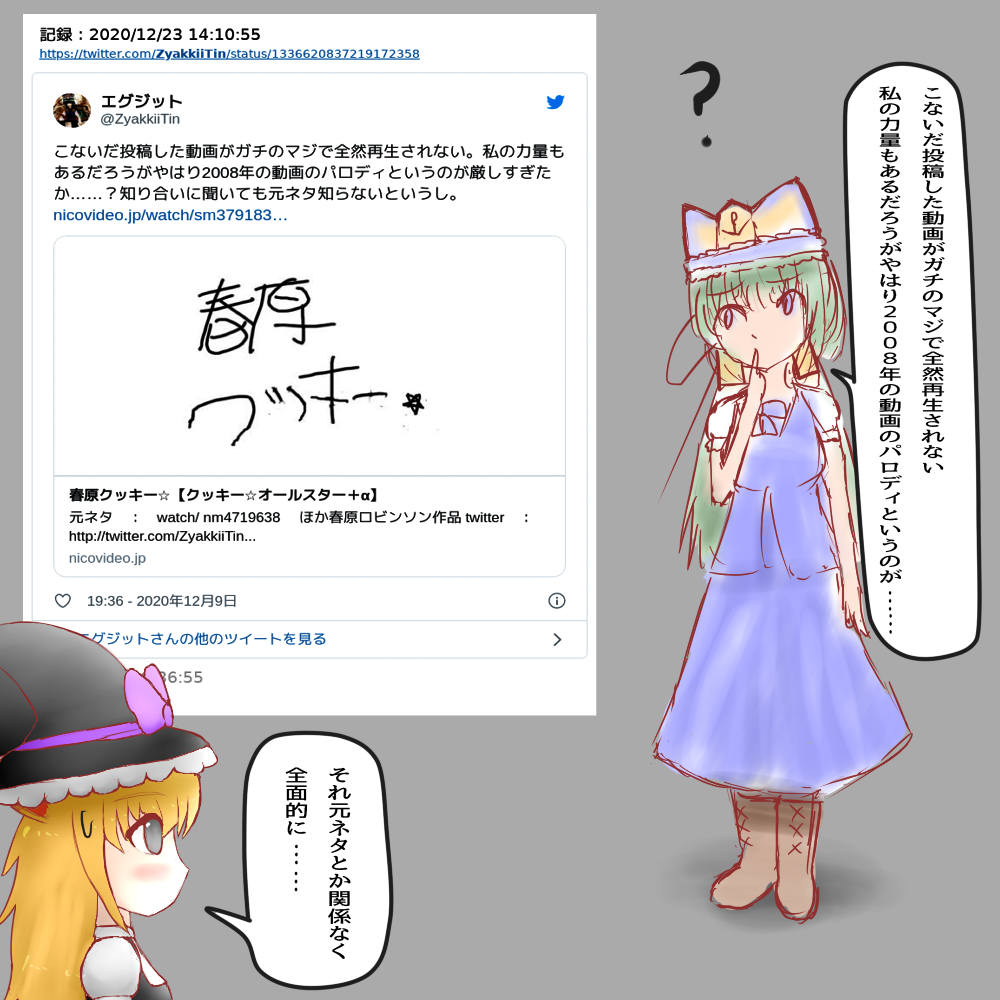 記録：2020/12/23 14:10:55
https://twitter.com/ZyakkiiTin/status/1336620837219172358
エグジット
@ZyakkiiTin
こないだ投稿した動画がガチのマジで全然再生されない。私の力量も
あるだろうがやはり2008年の動画のパロディというのが厳しすぎた
か……？知り合いに聞いても元ネタ知らないというし。
nicovideo.jp/watch/sm379183…
春原
クッキー☆
春原クッキー☆【クッキー☆オールスター＋α】
元ネタ ： watch/ nm4719638 ほか春原ロビンソン作品 twitter ：
http://twitter.com/ZyakkiiTin...
nicovideo.jp
19:36 - 2020年12月9日
エグジットさんの他のツイートを見る
36:55
?
こないだ投稿した動画がガチのマジで全然再生されない
私の力量もあるだろうがやはり2008年の動画のパロディというのが……
それ元ネタとか関係なく
全面的に……